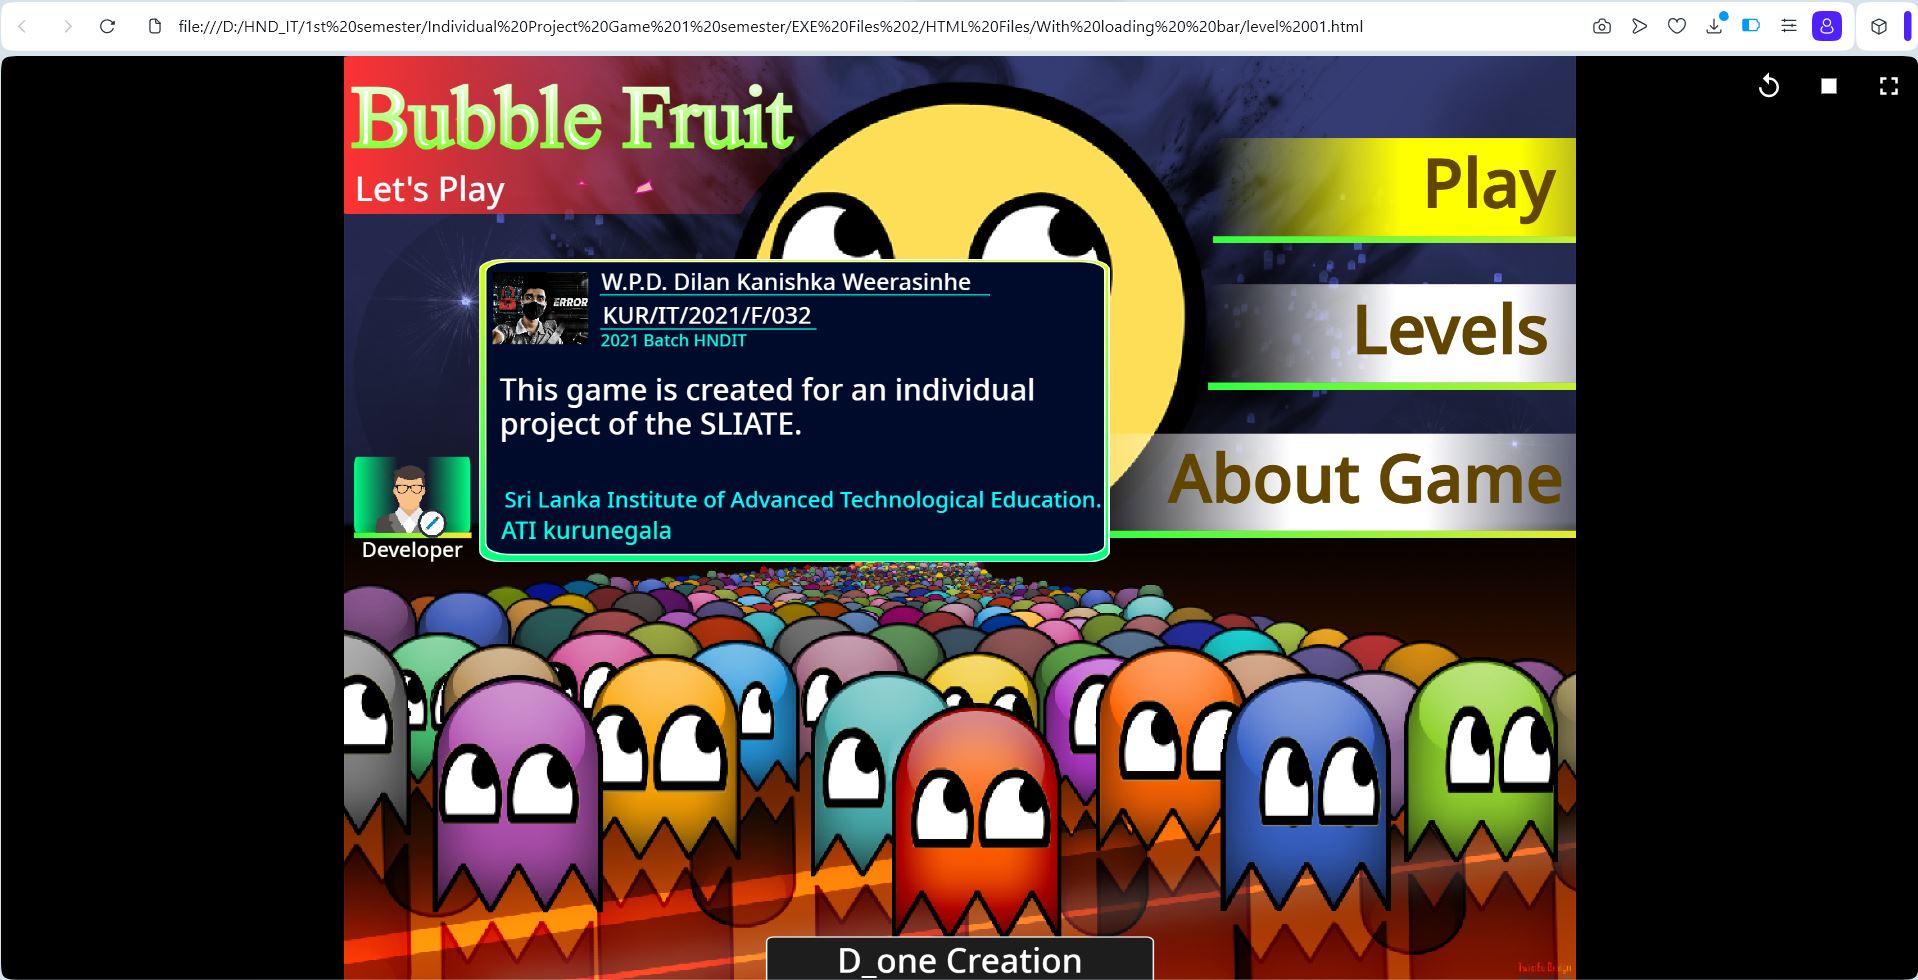 file:///D:/HND_IT/1st%20semester/Individual%20Project%20Game%201%20semester/EXE%20Files%202/HTML%20Files/With%20loading%20%20bar/level%2001.html
Bubble Fruit
Let's Play
Play
W.P.D. Dilan Kanishka Weerasinhe
ERROR
KUR/IT/2021/F/032
2021 Batch HNDIT
Levels
This game is created for an individual
project of the SLIATE.
About Game
Sri Lanka Institute of Advanced Technological Education.
ATI kurunegala
Developer
D_one Creation